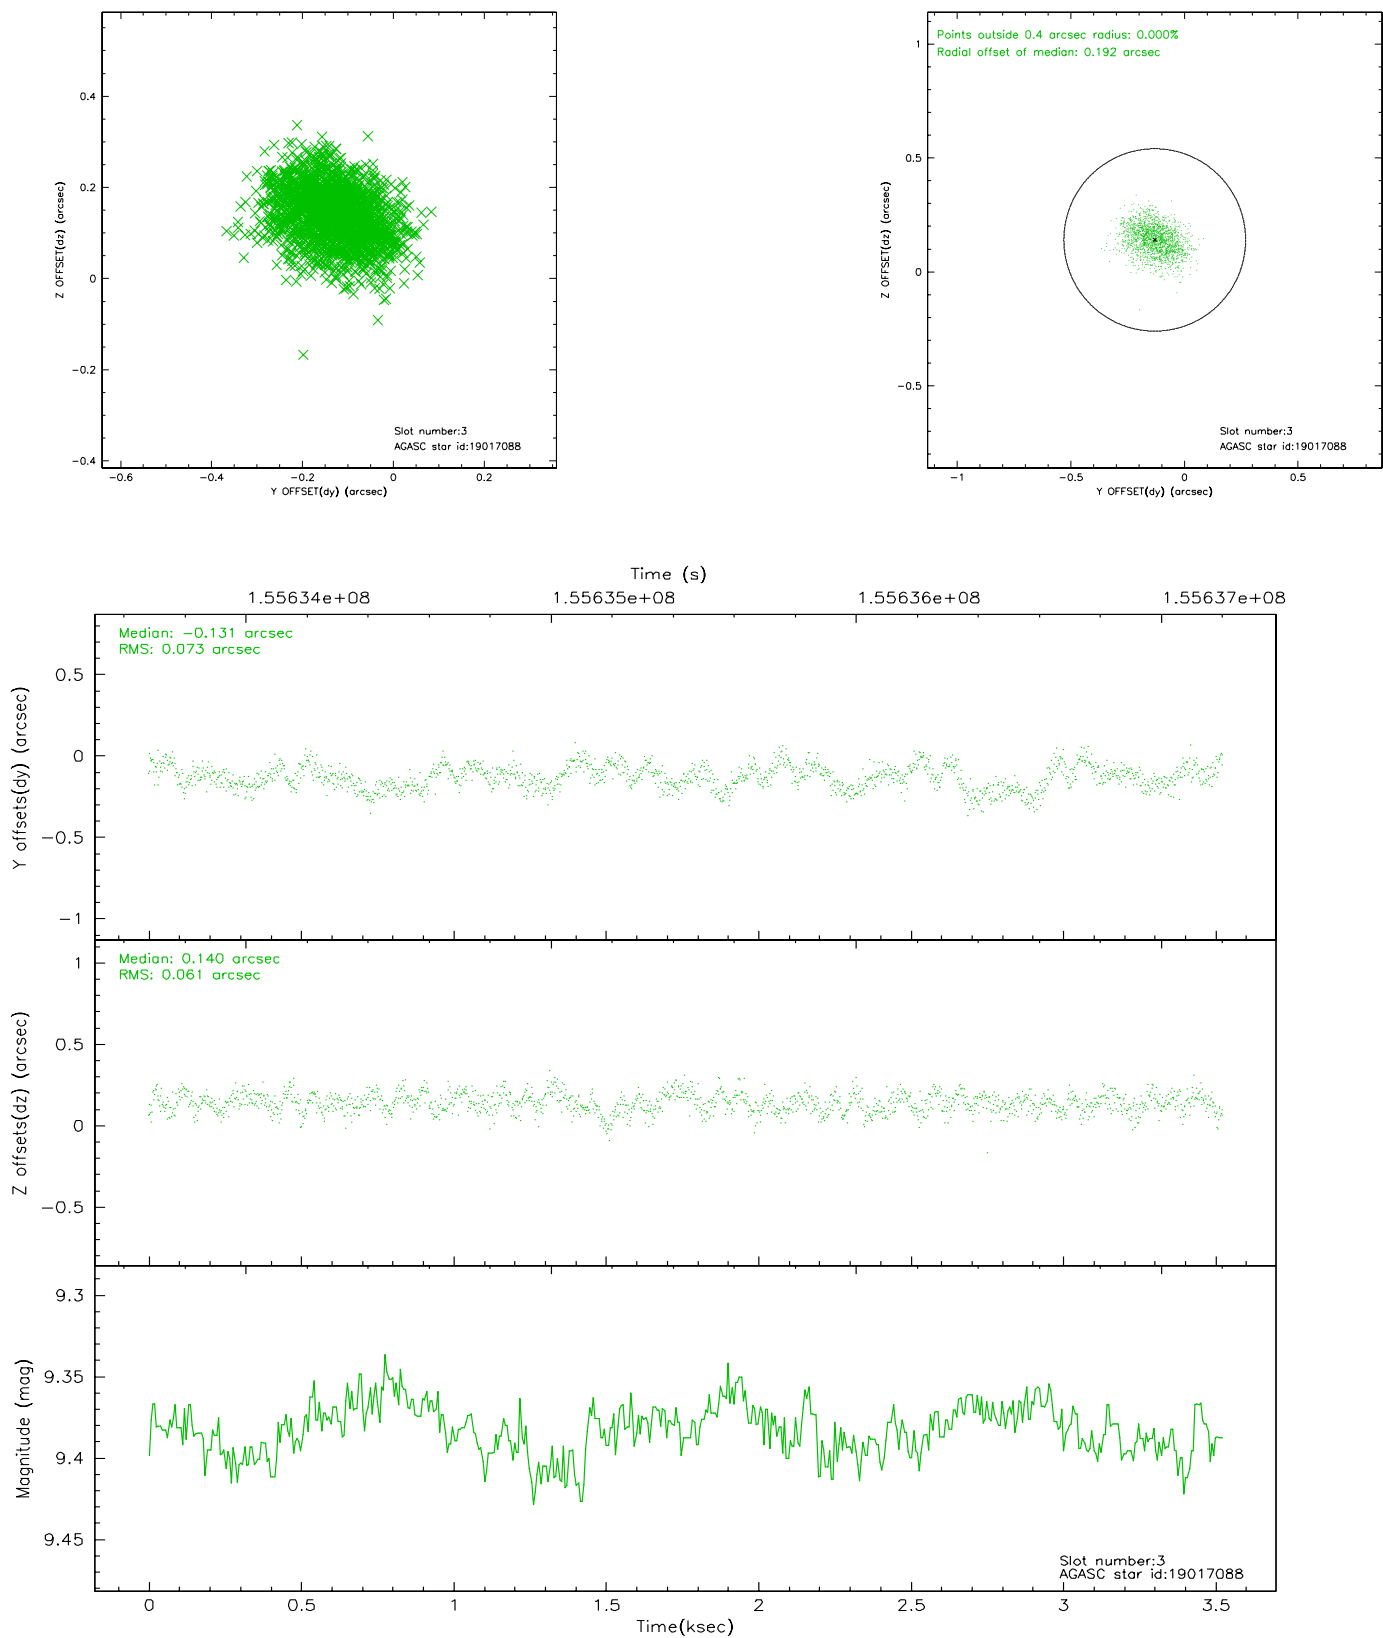 0.4
0.2
0
−0.2
−0.4
Z OFFSET(dz) (arcsec)
Slot number:3
AGASC star id:19017088
−0.6
−0.4
−0.2
0
0.2
Y OFFSET(dy) (arcsec)
Points outside 0.4 arcsec radius: 0.000%
Radial offset of median: 0.192 arcsec
1
0.5
0
−0.5
Z OFFSET(dz) (arcsec)
Slot number:3
AGASC star id:19017088
−1
−0.5
0
0.5
Y OFFSET(dy) (arcsec)
Time (s)
1.55634e+08
1.55635e+08
1.55636e+08
1.55637e+08
Median: −0.131 arcsec
RMS: 0.073 arcsec
0.5
0
−0.5
−1
Y offsets(dy) (arcsec)
Median: 0.140 arcsec
RMS: 0.061 arcsec
1
0.5
0
−0.5
Z offsets(dz) (arcsec)
9.3
9.35
9.4
9.45
Magnitude (mag)
Slot number:3
AGASC star id:19017088
0
0.5
1
1.5
2
2.5
3
3.5
Time(ksec)